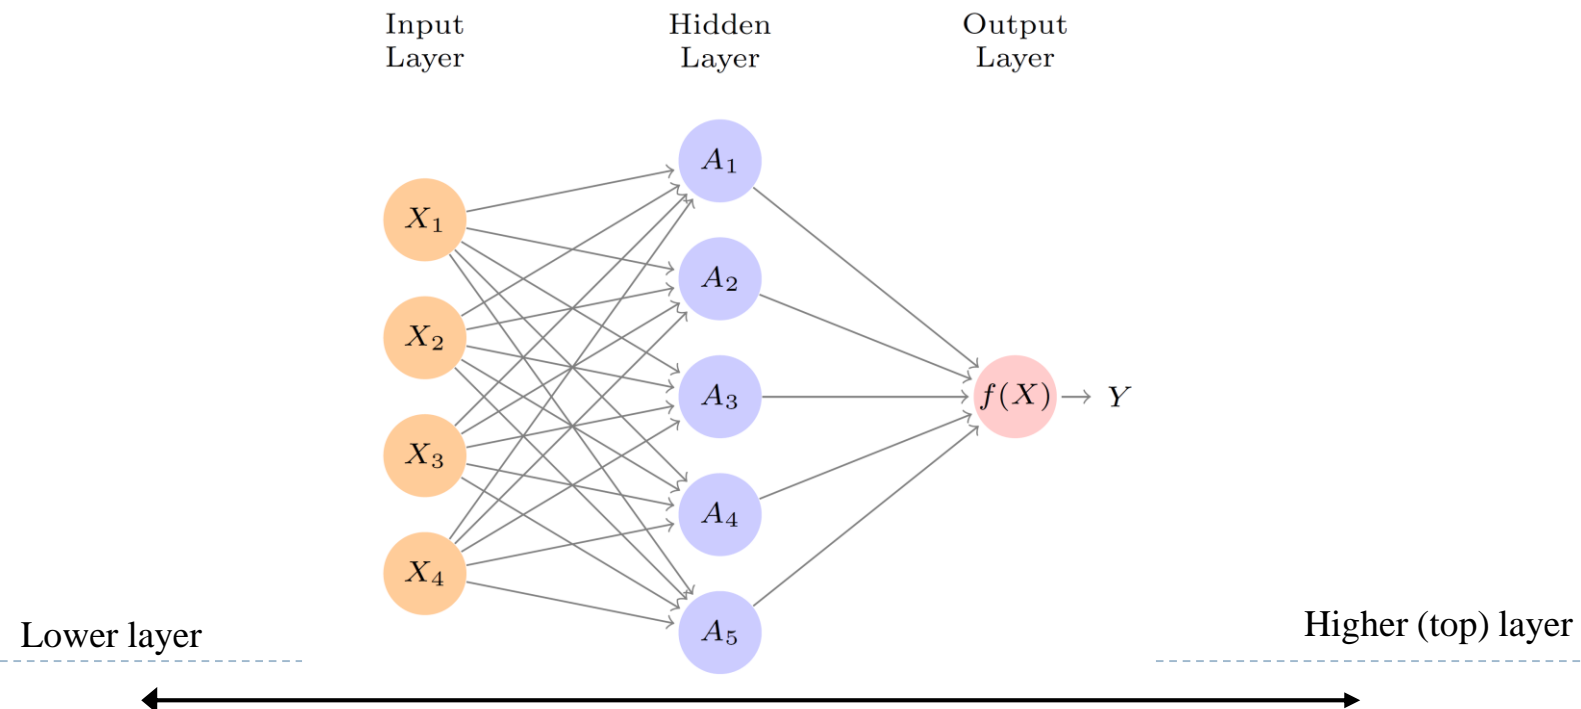 Input
Layer
Hidden
Layer
Output
Layer
X₁
X₂
X₃
X₄
A₁
A₂
A₃
A₄
A₅
f(X) → Y
Lower layer
Higher (top) layer